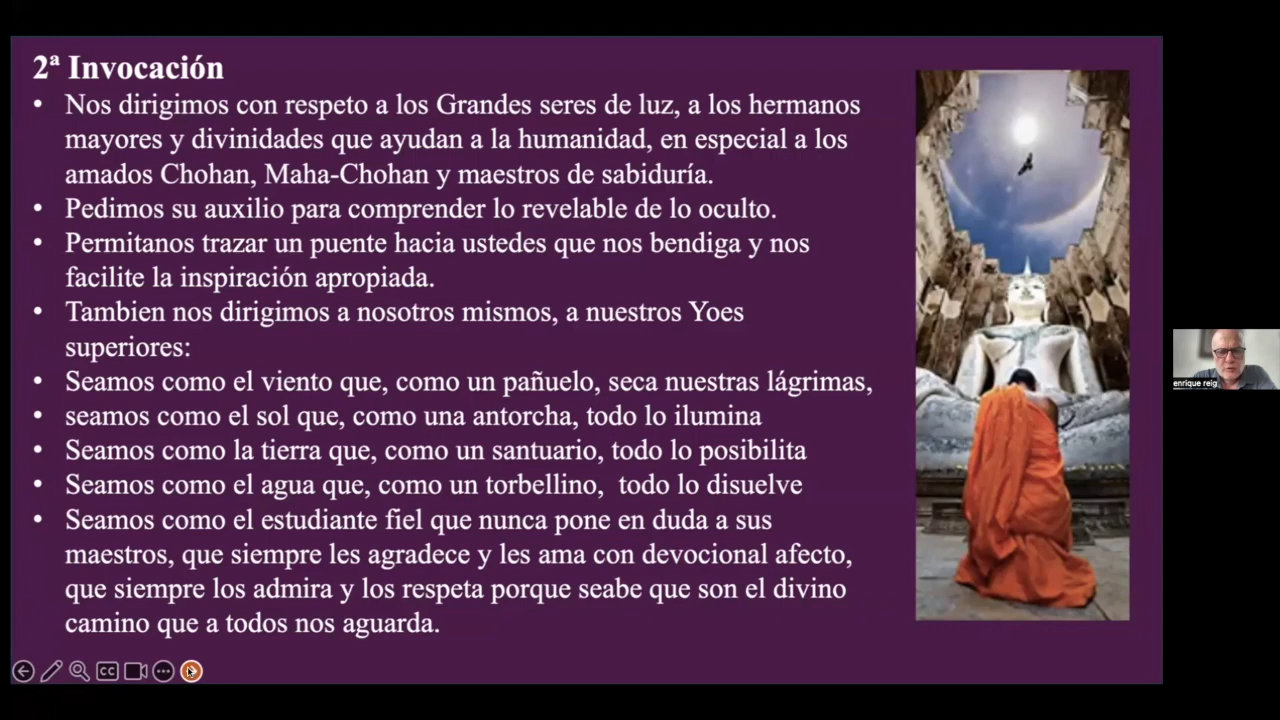 2ª Invocación
• Nos dirigimos con respeto a los Grandes seres de luz, a los hermanos
mayores y divinidades que ayudan a la humanidad, en especial a los
amados Chohan, Maha-Chohan y maestros de sabiduría.
• Pedimos su auxilio para comprender lo revelable de lo oculto.
• Permitanos trazar un puente hacia ustedes que nos bendiga y nos
facilite la inspiración apropiada.
• Tambien nos dirigimos a nosotros mismos, a nuestros Yoes
superiores:
• Seamos como el viento que, como un pañuelo, seca nuestras lágrimas,
• seamos como el sol que, como una antorcha, todo lo ilumina
• Seamos como la tierra que, como un santuario, todo lo posibilita
• Seamos como el agua que, como un torbellino,  todo lo disuelve
• Seamos como el estudiante fiel que nunca pone en duda a sus
maestros, que siempre les agradece y les ama con devocional afecto,
que siempre los admira y los respeta porque seabe que son el divino
camino que a todos nos aguarda.
CC
enrique reig